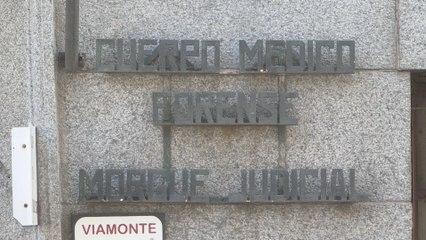 CUERPO MEDICO
FORENSE
MORGUE JUDICIAL
VIAMONTE